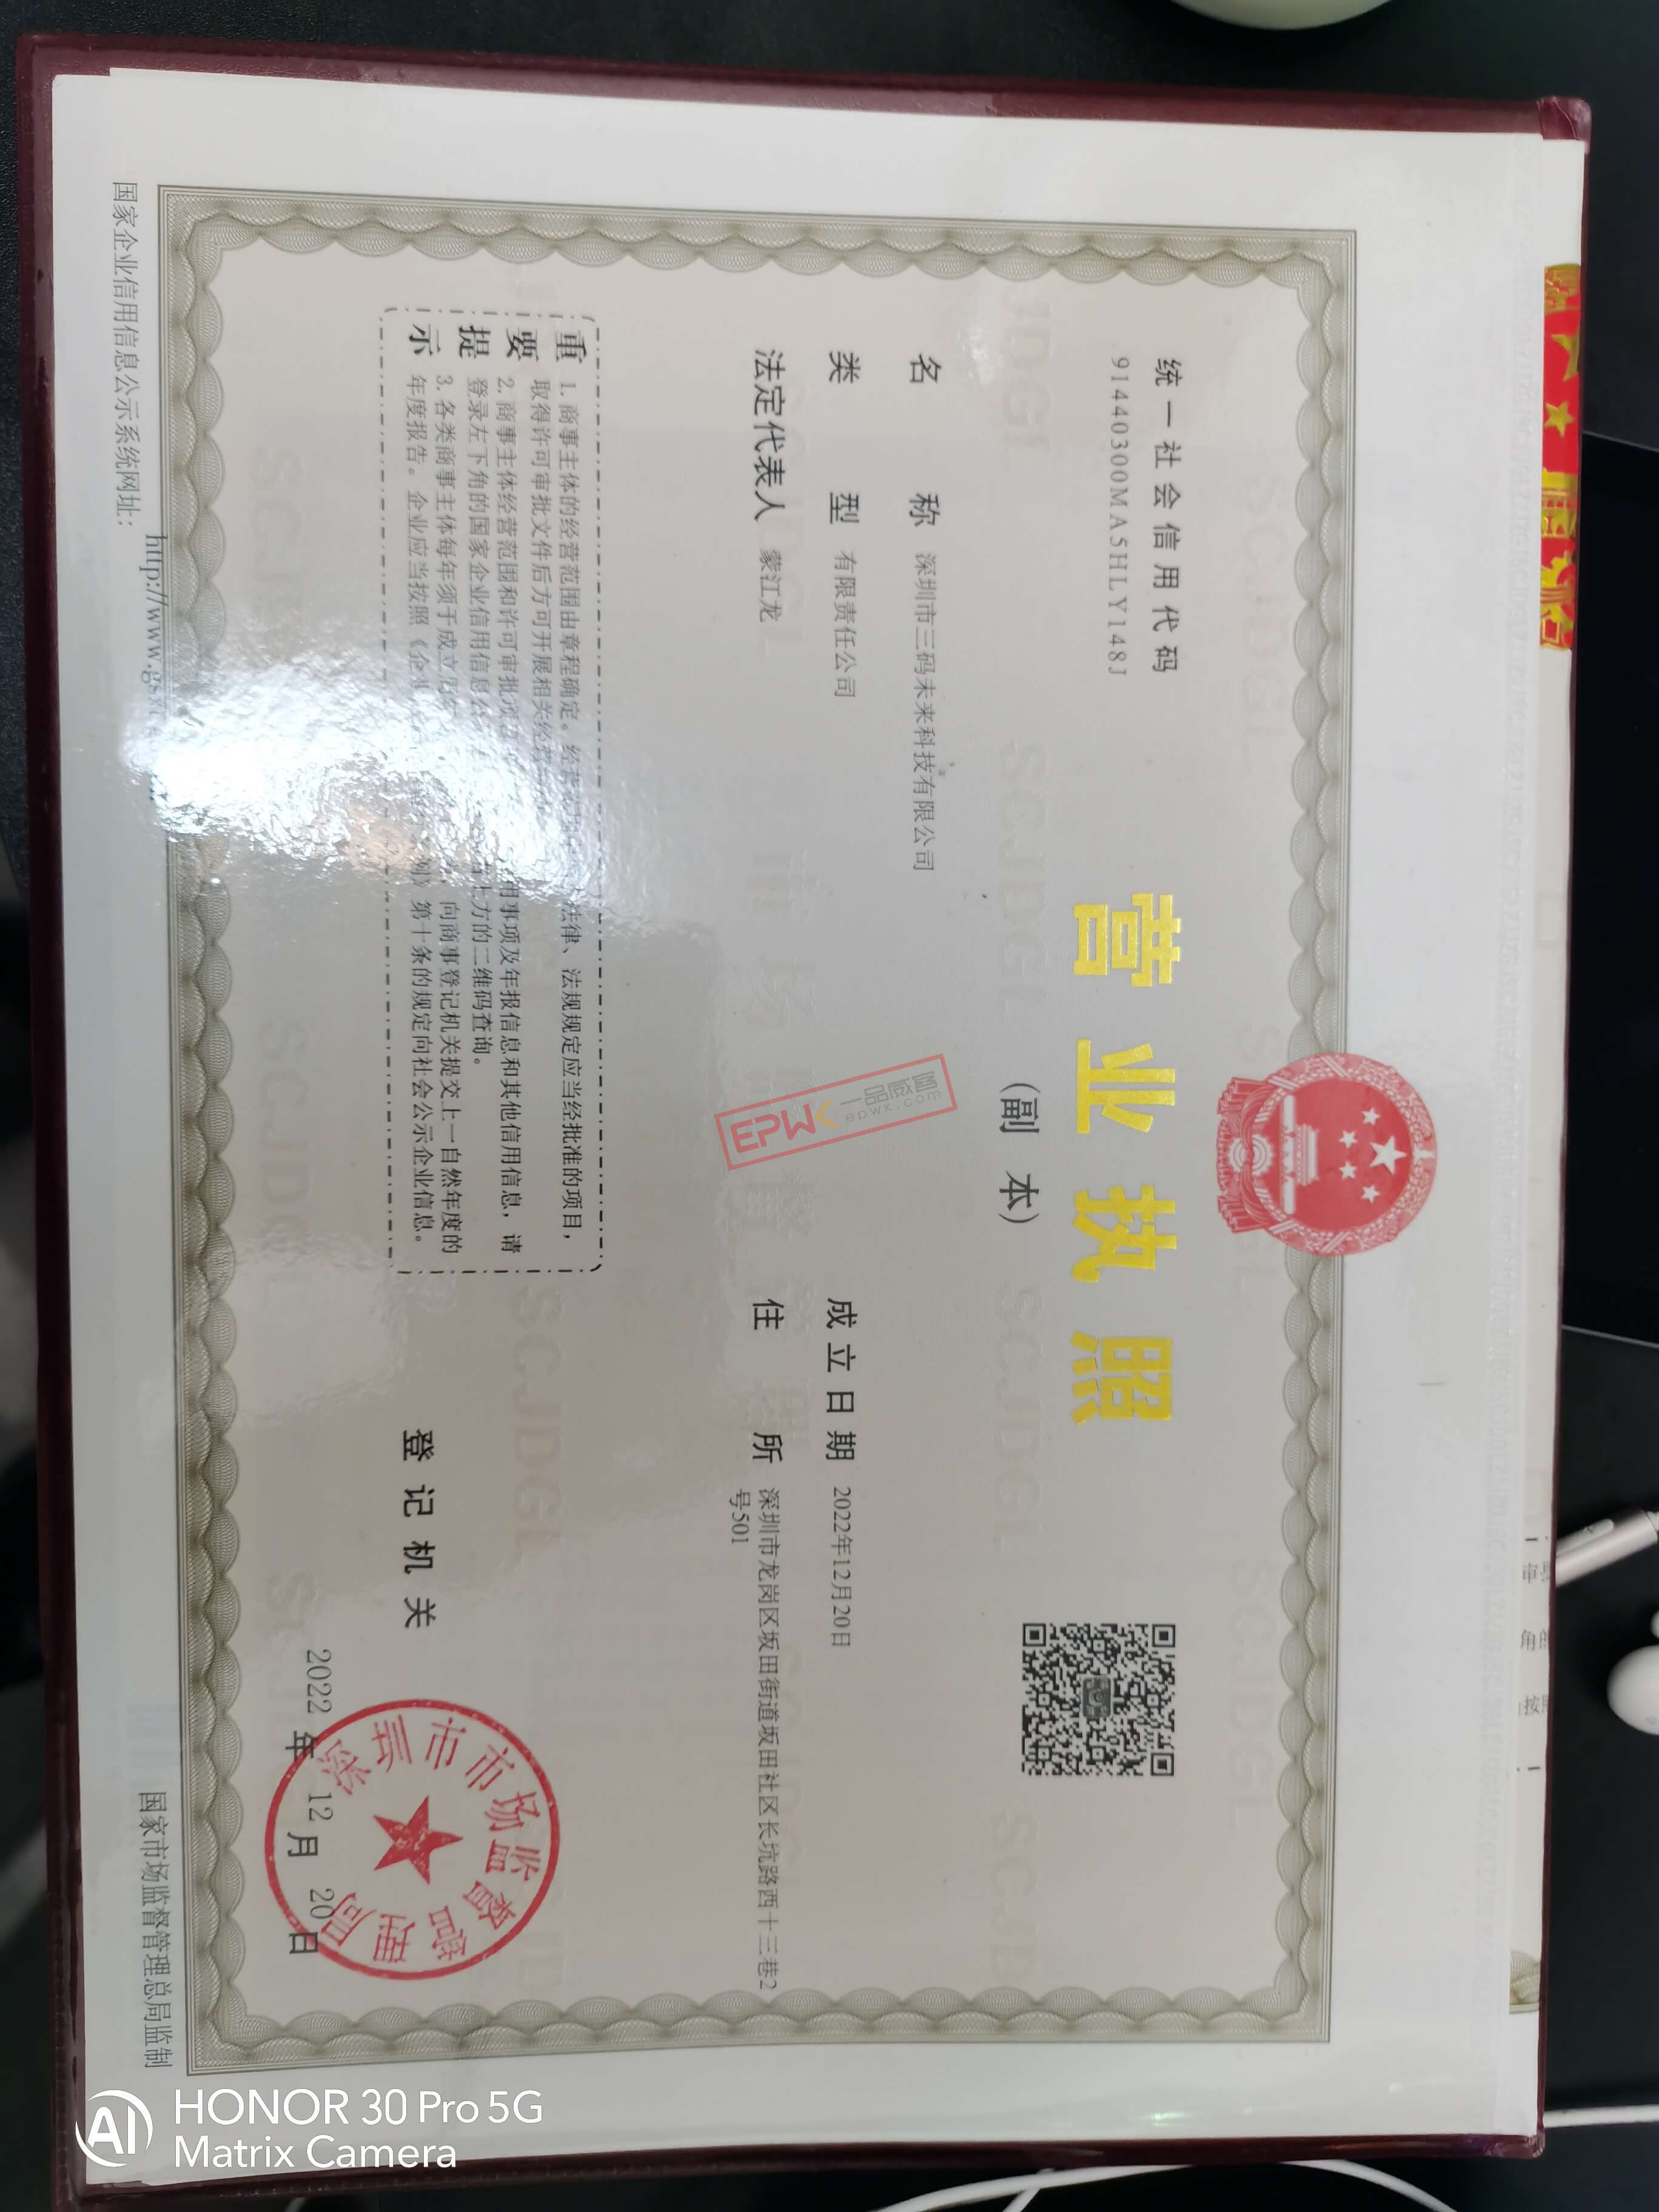 营业执照
(副本)
统一社会信用代码
91440300MA5HLY148J
名称 深圳市三码未来科技有限公司
类型 有限责任公司
法定代表人 蒙江龙
成立日期 2022年12月20日
住所 深圳市龙岗区坂田街道坂田社区长坑路西十三巷2
号501
重要提示
1. 商事主体的经营范围由章程确定。经 法律、法规规定应当经批准的项目，
取得许可审批文件后方可开展相关经营
2. 商事主体经营范围和许可审批 事项及年报信息和其他信用信息，请
登录左下角的国家企业信用信息公 上方的二维码查询。
3. 各类商事主体每年须于成立 向商事登记机关提交上一自然年度的
年度报告。企业应当按照《企业 第十条的规定向社会公示企业信息。
登记机关
深圳市市场监督管理局
2022 年 12 月 20 日
国家企业信用信息公示系统网址：
http://www.gsxt
国家市场监督管理总局监制
EPWK 一品威客
epwk.com
SCJDGL
SCJDGL
SCJDGL
SCJDGL
AI HONOR 30 Pro 5G
Matrix Camera